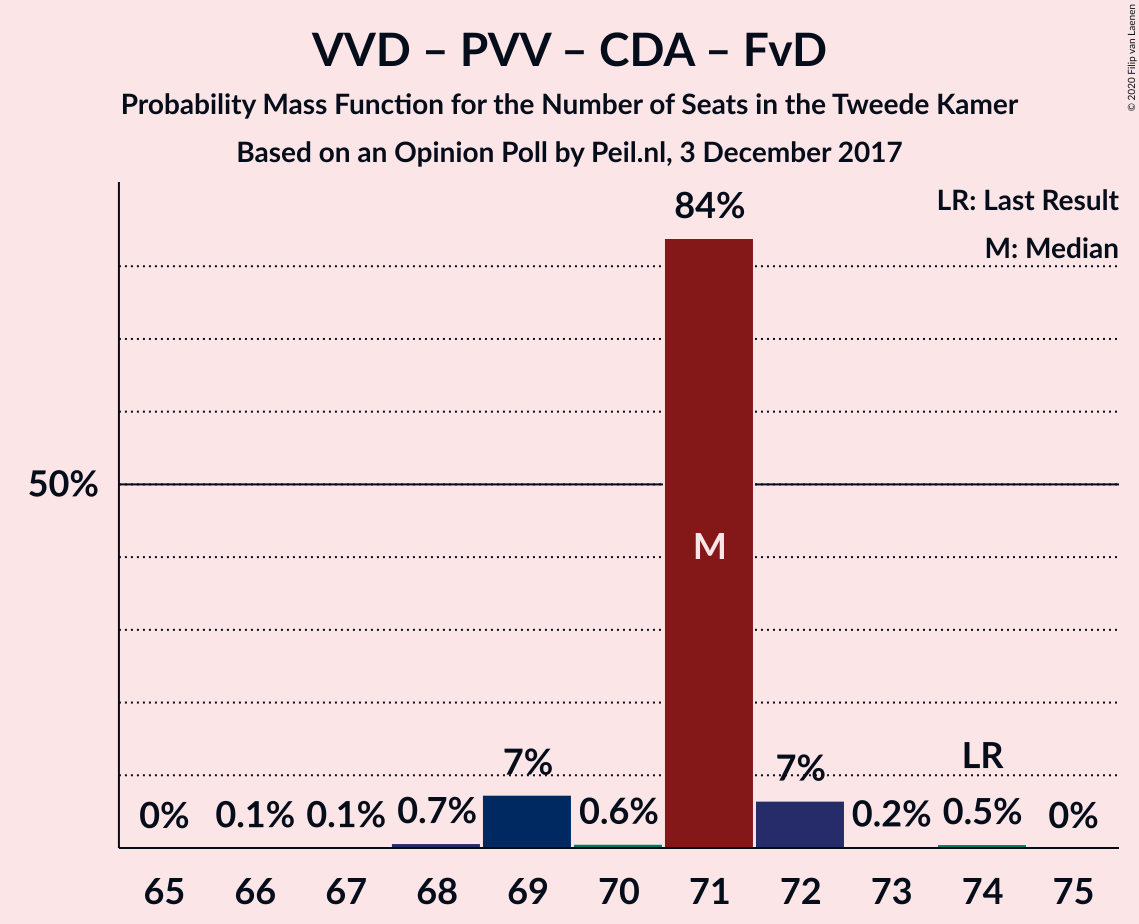 VVD – PVV – CDA – FvD
Probability Mass Function for the Number of Seats in the Tweede Kamer
Based on an Opinion Poll by Peil.nl, 3 December 2017
© 2020 Filip van Laenen
LR: Last Result
M: Median
84%
50%
M
7%
7%
LR
0%
0.1%
0.1%
0.7%
0.6%
0.2%
0.5%
0%
65 66 67 68 69 70 71 72 73 74 75